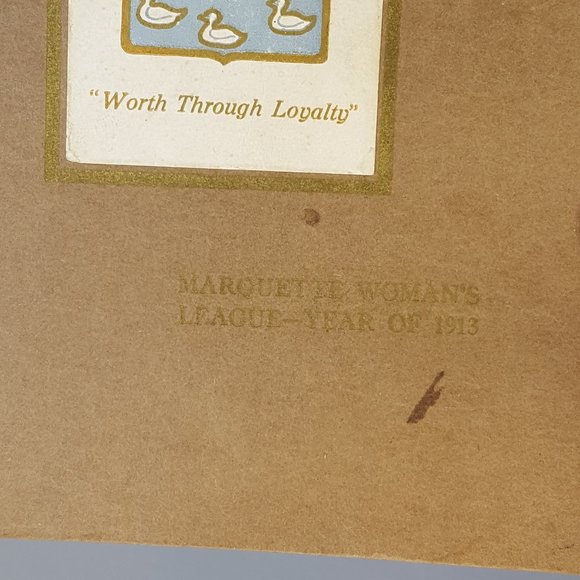 "Worth Through Loyalty"
MARQUETTE WOMAN'S
LEAGUE—YEAR OF 1913